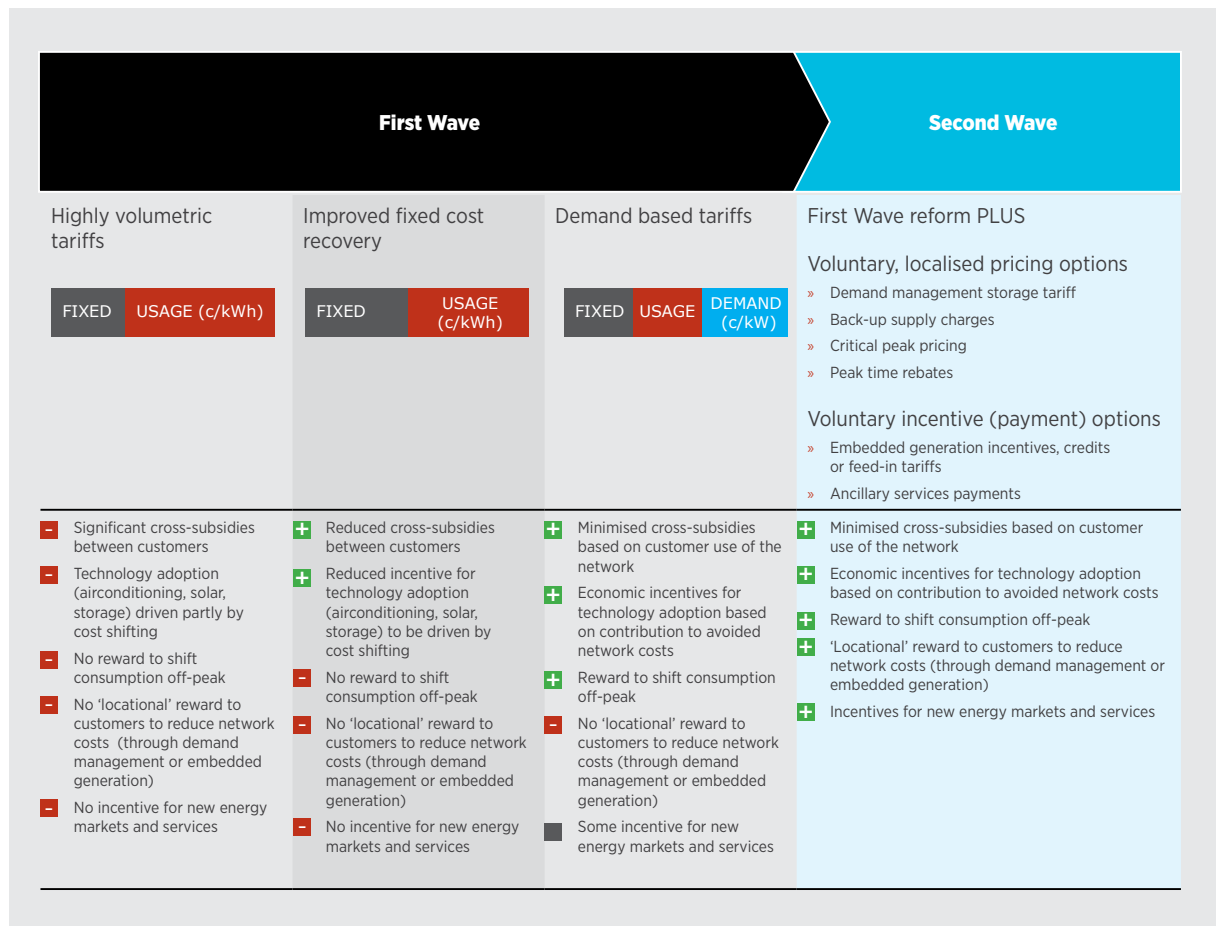 First Wave
Second Wave
Highly volumetric
tariffs
FIXED
USAGE (c/kWh)
Improved fixed cost
recovery
FIXED
USAGE
(c/kWh)
Demand based tariffs
FIXED
USAGE
DEMAND
(c/kW)
First Wave reform PLUS
Voluntary, localised pricing options
» Demand management storage tariff
» Back-up supply charges
» Critical peak pricing
» Peak time rebates
Voluntary incentive (payment) options
» Embedded generation incentives, credits
or feed-in tariffs
» Ancillary services payments
- Significant cross-subsidies
between customers
- Technology adoption
(airconditioning, solar,
storage) driven partly by
cost shifting
- No reward to shift
consumption off-peak
- No ‘locational’ reward to
customers to reduce network
costs (through demand
management or embedded
generation)
- No incentive for new energy
markets and services
+ Reduced cross-subsidies
between customers
+ Reduced incentive for
technology adoption
(airconditioning, solar,
storage) to be driven by
cost shifting
- No reward to shift
consumption off-peak
- No ‘locational’ reward to
customers to reduce network
costs (through demand
management or embedded
generation)
- No incentive for new energy
markets and services
+ Minimised cross-subsidies
based on customer use of the
network
+ Economic incentives for
technology adoption based
on contribution to avoided
network costs
+ Reward to shift consumption
off-peak
- No ‘locational’ reward to
customers to reduce network
costs (through demand
management or embedded
generation)
Some incentive for new
energy markets and services
+ Minimised cross-subsidies based on customer
use of the network
+ Economic incentives for technology adoption
based on contribution to avoided network costs
+ Reward to shift consumption off-peak
+ ‘Locational’ reward to customers to reduce
network costs (through demand management or
embedded generation)
+ Incentives for new energy markets and services